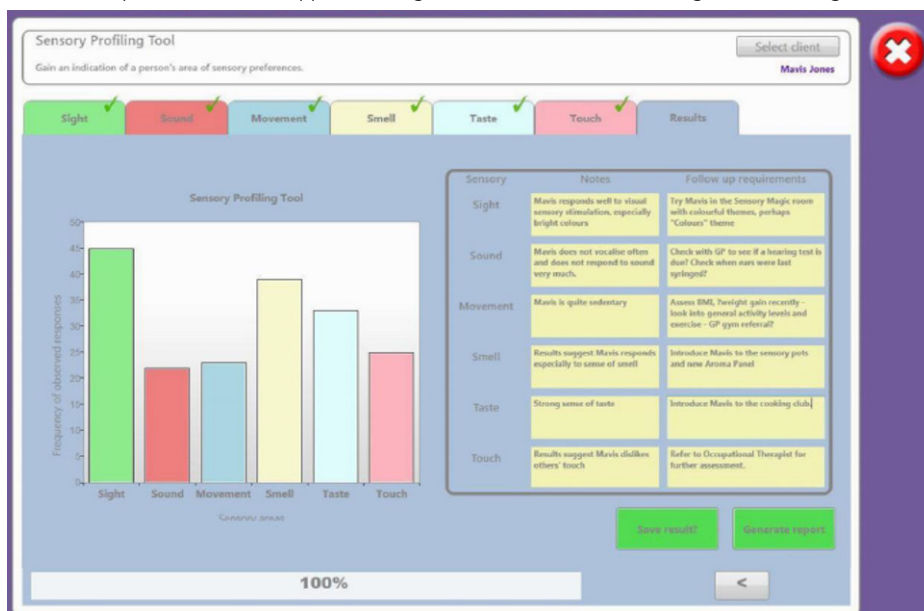 Sensory Profiling Tool
Select client
Gain an indication of a person's area of sensory preferences.
Mavis Jones
Sight Sound Movement Smell Taste Touch Results
Sensory Profiling Tool
Frequency of observed responses
50
45
40
35
30
25
20
15
10
5
0
Sight Sound Movement Smell Taste Touch
Sensory areas
Sensory Notes Follow up requirements
Sight
Mavis responds well to visual
sensory stimulation, especially
bright colours
Try Mavis in the Sensory Magic room
with colourful themes, perhaps
"Colours" theme
Sound
Mavis does not vocalise often
and does not respond to sound
very much.
Check with GP to see if a hearing test is
due? Check when ears were last
syringed?
Movement
Mavis is quite sedentary
Assess BMI, ?weight gain recently -
look into general activity levels and
exercise - GP gym referral?
Smell
Results suggest Mavis responds
especially to sense of smell
Introduce Mavis to the sensory pots
and new Aroma Panel
Taste
Strong sense of taste
Introduce Mavis to the cooking club.
Touch
Results suggest Mavis dislikes
others' touch
Refer to Occupational Therapist for
further assessment.
Save result?
Generate report
100%
<